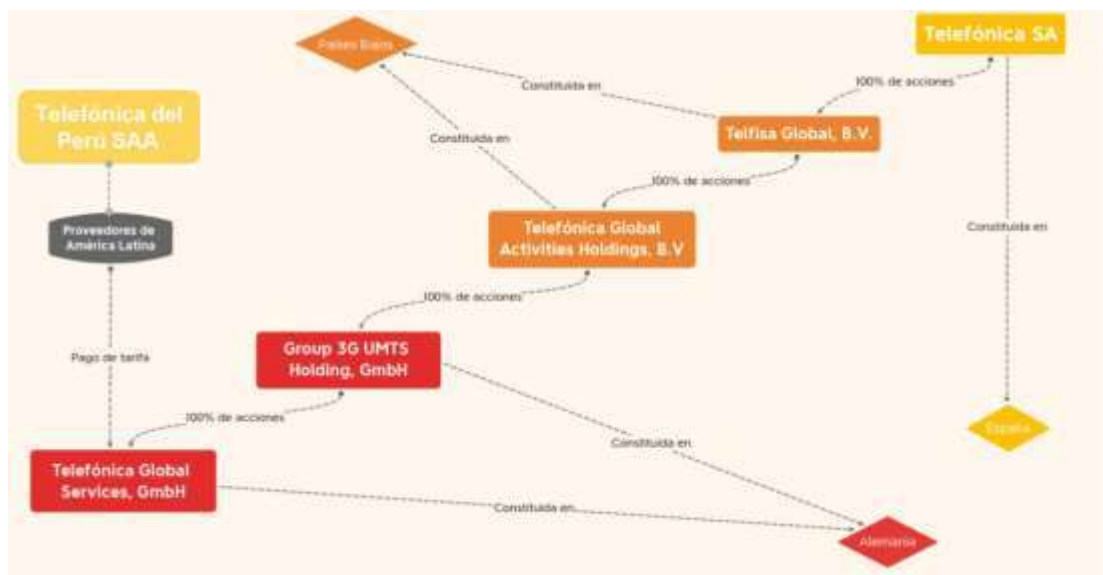 Telefónica SA
Países Bajos
100% de acciones
Constituida en
Telefónica del
Perú SAA
Telfisa Global, B.V.
Constituida en
100% de acciones
Proveedores de
América Latina
Telefónica Global
Activities Holdings, B.V
Constituida en
100% de acciones
Group 3G UMTS
Holding, GmbH
Pago de tarifa
100% de acciones
España
Constituida en
Telefónica Global
Services, GmbH
Constituida en
Alemania